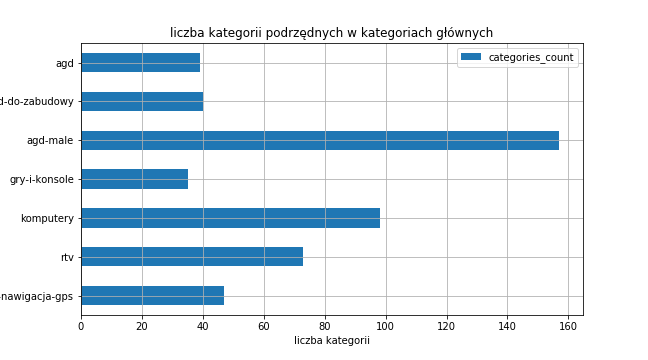 liczba kategorii podrzędnych w kategoriach głównych
categories_count
agd
d-do-zabudowy
agd-male
gry-i-konsole
komputery
rtv
-nawigacja-gps
0 20 40 60 80 100 120 140 160
liczba kategorii